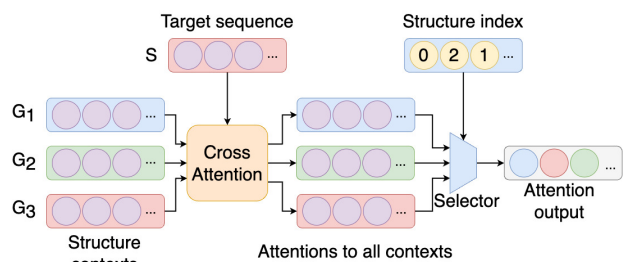 Target sequence
Structure index
S
...
0 2 1 ...
G1
...
...
G2
...
Cross
Attention
...
...
G3
...
...
Selector
Attention
output
Structure
contexts
Attentions to all contexts